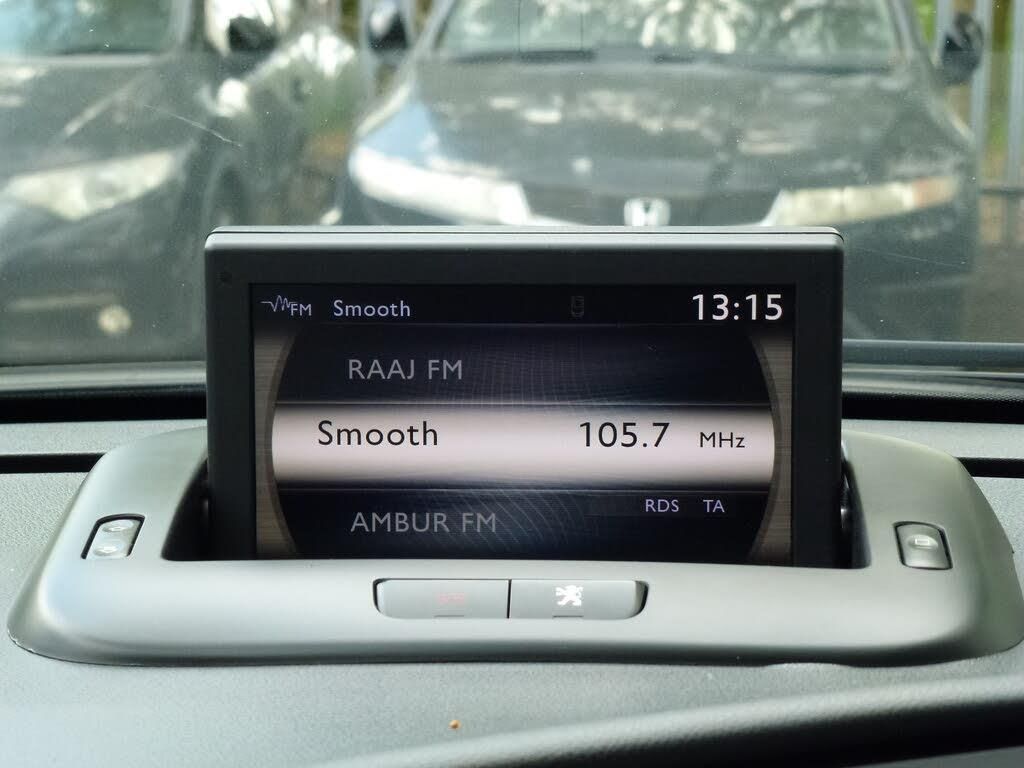 FM Smooth 13:15
RAAJ FM
Smooth 105.7 MHz
RDS TA
AMBUR FM